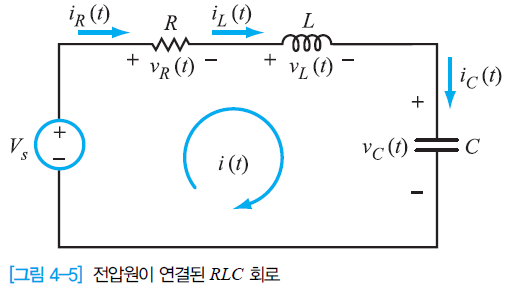 i_R (t) R i_L (t) L
+ v_R (t) − + v_L (t) −
i_C (t)
V_s + − i (t) v_C (t) + − C
[그림 4-5] 전압원이 연결된 RLC 회로